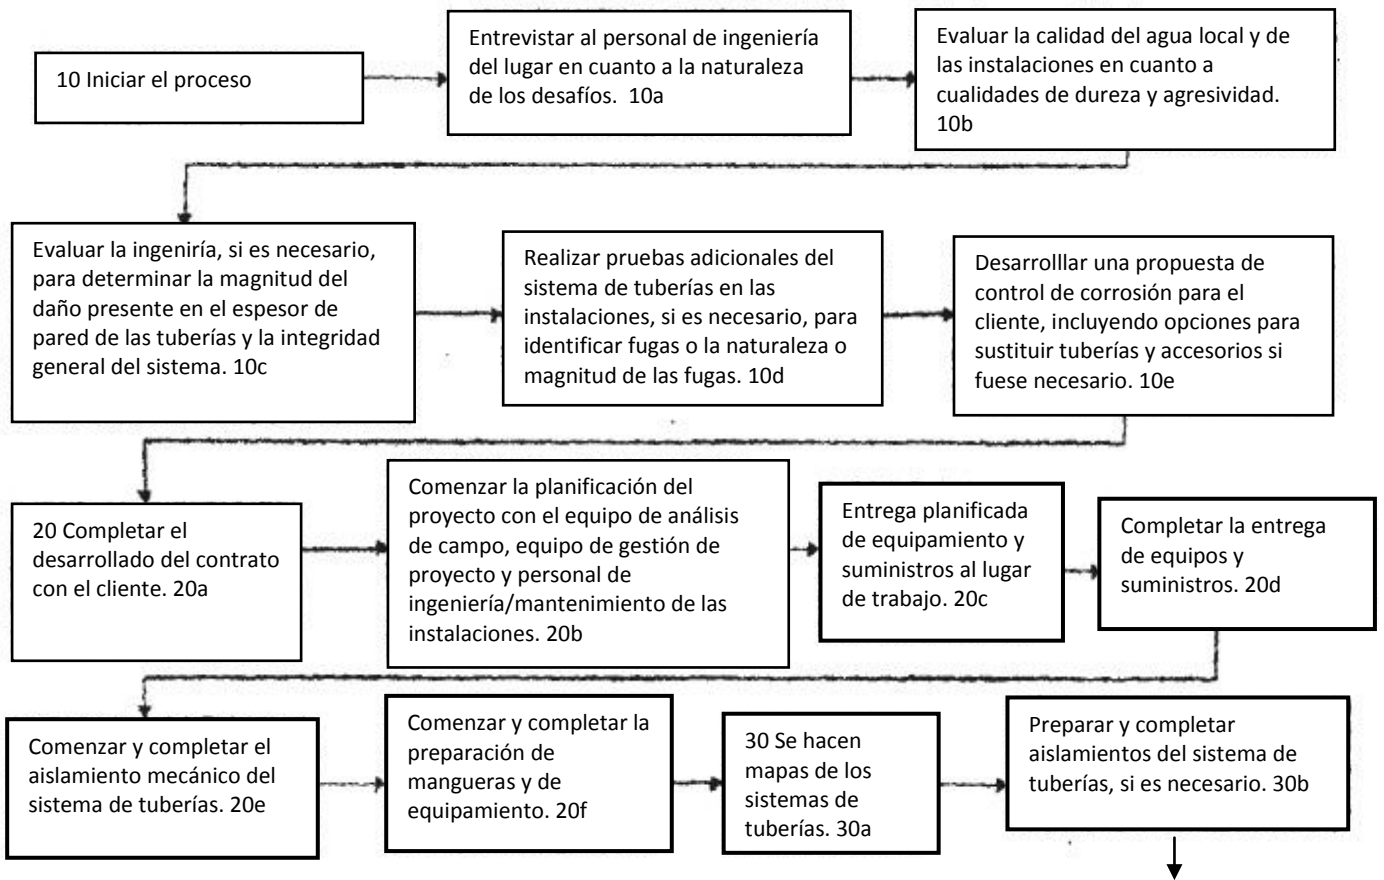 10 Iniciar el proceso
Entrevistar al personal de ingeniería
del lugar en cuanto a la naturaleza
de los desafíos. 10a
Evaluar la calidad del agua local y de
las instalaciones en cuanto a
cualidades de dureza y agresividad.
10b
Evaluar la ingeniría, si es necesario,
para determinar la magnitud del
daño presente en el espesor de
pared de las tuberías y la integridad
general del sistema. 10c
Realizar pruebas adicionales del
sistema de tuberías en las
instalaciones, si es necesario, para
identificar fugas o la naturaleza o
magnitud de las fugas. 10d
Desarrolllar una propuesta de
control de corrosión para el
cliente, incluyendo opciones para
sustituir tuberías y accesorios si
fuese necesario. 10e
20 Completar el
desarrollado del contrato
con el cliente. 20a
Comenzar la planificación del
proyecto con el equipo de análisis
de campo, equipo de gestión de
proyecto y personal de
ingeniería/mantenimiento de las
instalaciones. 20b
Entrega planificada
de equipamiento y
suministros al lugar
de trabajo. 20c
Completar la entrega
de equipos y
suministros. 20d
Comenzar y completar el
aislamiento mecánico del
sistema de tuberías. 20e
Comenzar y completar la
preparación de
mangueras y de
equipamiento. 20f
30 Se hacen
mapas de los
sistemas de
tuberías. 30a
Preparar y completar
aislamientos del sistema de
tuberías, si es necesario. 30b